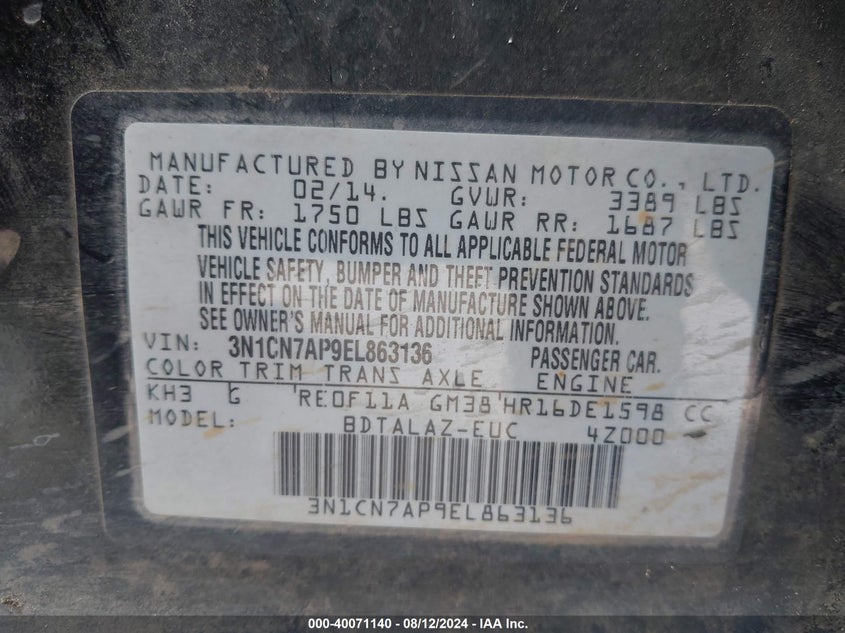 MANUFACTURED BY NISSAN MOTOR CO., LTD.
DATE: 02/14. GVWR: 3389 LBS
GAWR FR: 1750 LBS GAWR RR: 1687 LBS
THIS VEHICLE CONFORMS TO ALL APPLICABLE FEDERAL MOTOR
VEHICLE SAFETY, BUMPER AND THEFT PREVENTION STANDARDS
IN EFFECT ON THE DATE OF MANUFACTURE SHOWN ABOVE.
SEE OWNER'S MANUAL FOR ADDITIONAL INFORMATION.
VIN: 3N1CN7AP9EL863136 PASSENGER CAR.
COLOR TRIM TRANS AXLE ENGINE
KH3 G RE0F11A GM38 HR16DE1598 CC
MODEL: BDTALAZ-EUC 4Z000
3N1CN7AP9EL863136
000-40071140 - 08/12/2024 - IAA Inc.